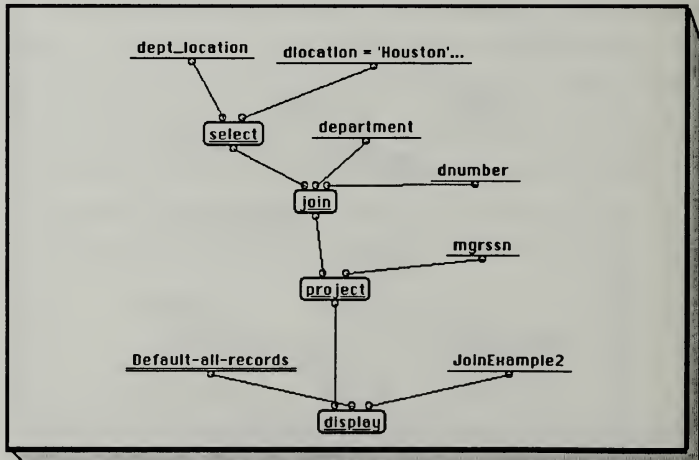 dept_location
dlocation = 'Houston'...
select
department
dnumber
join
mgrssn
project
Default-all-records
JoinExample2
display